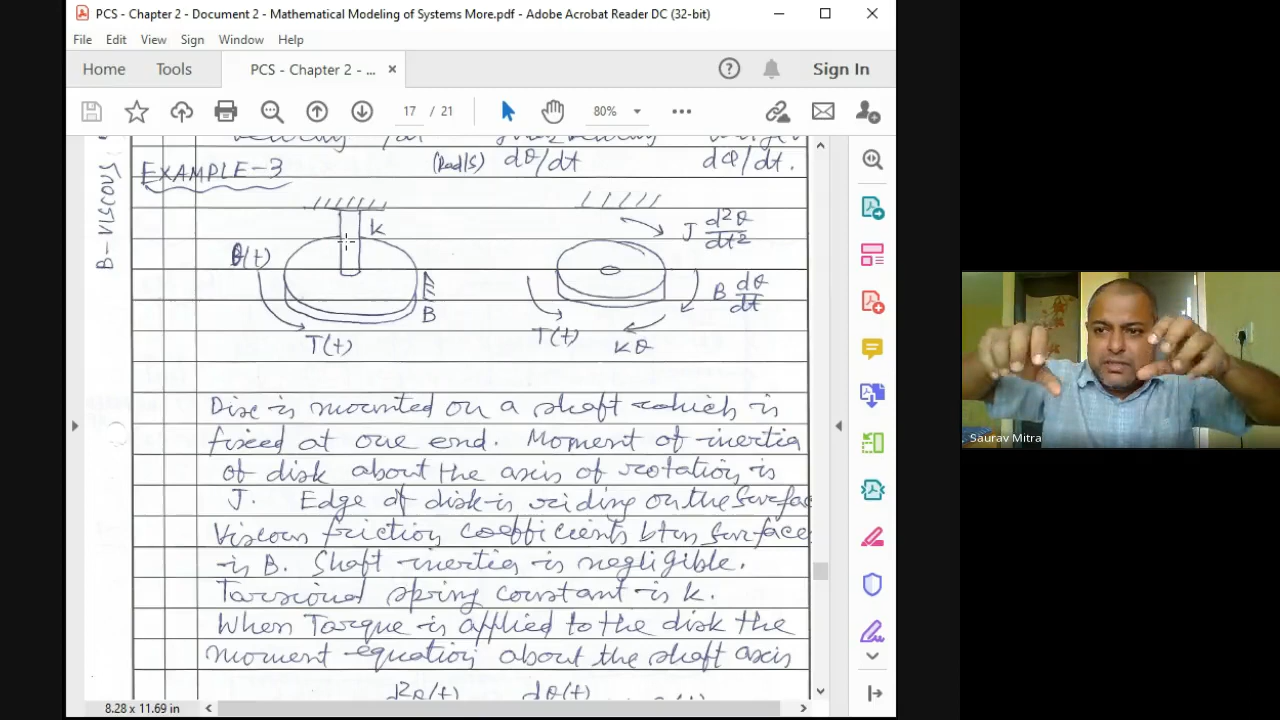 PCS - Chapter 2 - Document 2 - Mathematical Modeling of Systems More.pdf - Adobe Acrobat Reader DC (32-bit)
File Edit View Sign Window Help
Home Tools PCS - Chapter 2 - ... × Sign In
17 / 21 80%
(Rad/s) dθ/dt dφ/dt.
B - VISCOUS
EXAMPLE-3
K
J d²θ/dt²
θ(t)
B dθ/dt
B
T(t)
T(t)
Kθ
Disc is mounted on a shaft which is
fixed at one end. Moment of inertia
of disk about the axis of rotation is
J. Edge of disk is riding on the Surfac
Viscous friction coefficients btn surface
is B. Shaft inertia is negligible.
Torsional spring constant is K.
When Torque is applied to the disk the
moment equation about the shaft axis
d²θ(t) dθ(t)
8.28 x 11.69 in
Saurav Mitra